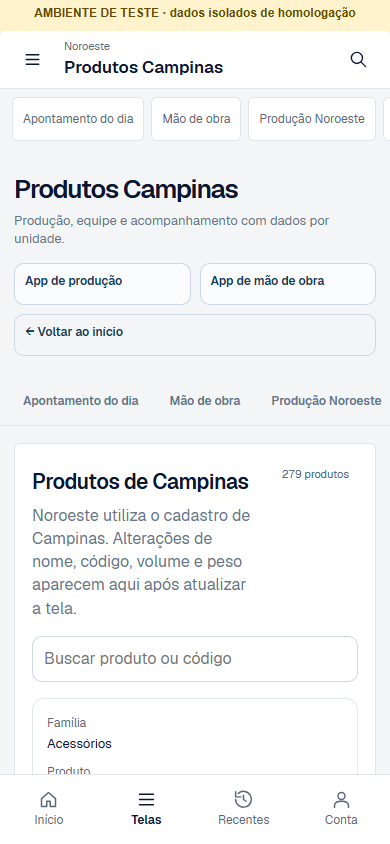 AMBIENTE DE TESTE · dados isolados de homologação
Noroeste
Produtos Campinas
Apontamento do dia
Mão de obra
Produção Noroeste
Produtos Campinas
Produção, equipe e acompanhamento com dados por
unidade.
App de produção
App de mão de obra
← Voltar ao início
Apontamento do dia
Mão de obra
Produção Noroeste
Produtos de Campinas
279 produtos
Noroeste utiliza o cadastro de
Campinas. Alterações de
nome, código, volume e peso
aparecem aqui após atualizar
a tela.
Buscar produto ou código
Família
Acessórios
Produto
Início
Telas
Recentes
Conta